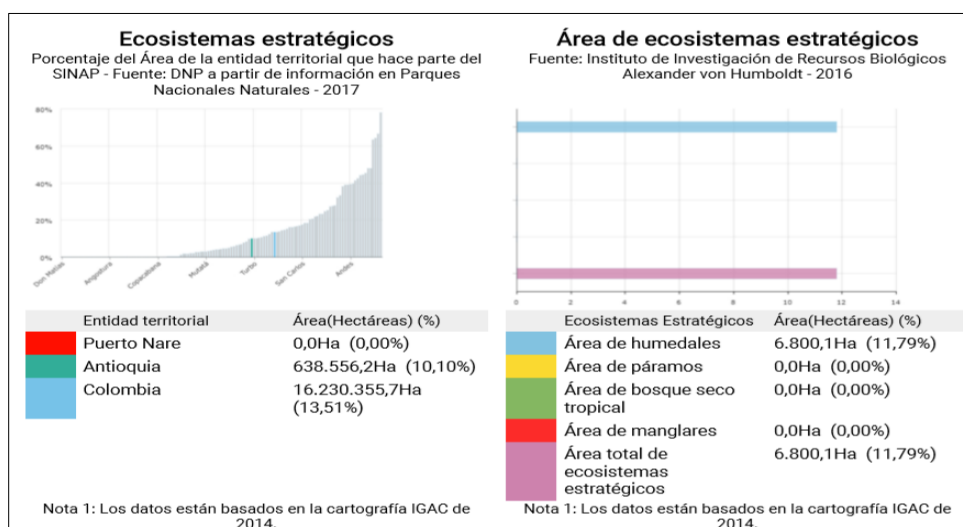 Ecosistemas estratégicos
Porcentaje del Área de la entidad territorial que hace parte del
SINAP - Fuente: DNP a partir de información en Parques
Nacionales Naturales - 2017
80%
60%
40%
20%
0%
Don Matías
Angostura
Copacabana
Mutatá
Turbo
San Carlos
Andes
Entidad territorial Área(Hectáreas) (%)
Puerto Nare 0,0Ha (0,00%)
Antioquia 638.556,2Ha (10,10%)
Colombia 16.230.355,7Ha
(13,51%)
Nota 1: Los datos están basados en la cartografía IGAC de
2014.
Área de ecosistemas estratégicos
Fuente: Instituto de Investigación de Recursos Biológicos
Alexander von Humboldt - 2016
0 2 4 6 8 10 12 14
Ecosistemas Estratégicos Área(Hectáreas) (%)
Área de humedales 6.800,1Ha (11,79%)
Área de páramos 0,0Ha (0,00%)
Área de bosque seco 0,0Ha (0,00%)
tropical
Área de manglares 0,0Ha (0,00%)
Área total de 6.800,1Ha (11,79%)
ecosistemas
estratégicos
Nota 1: Los datos están basados en la cartografía IGAC de
2014.